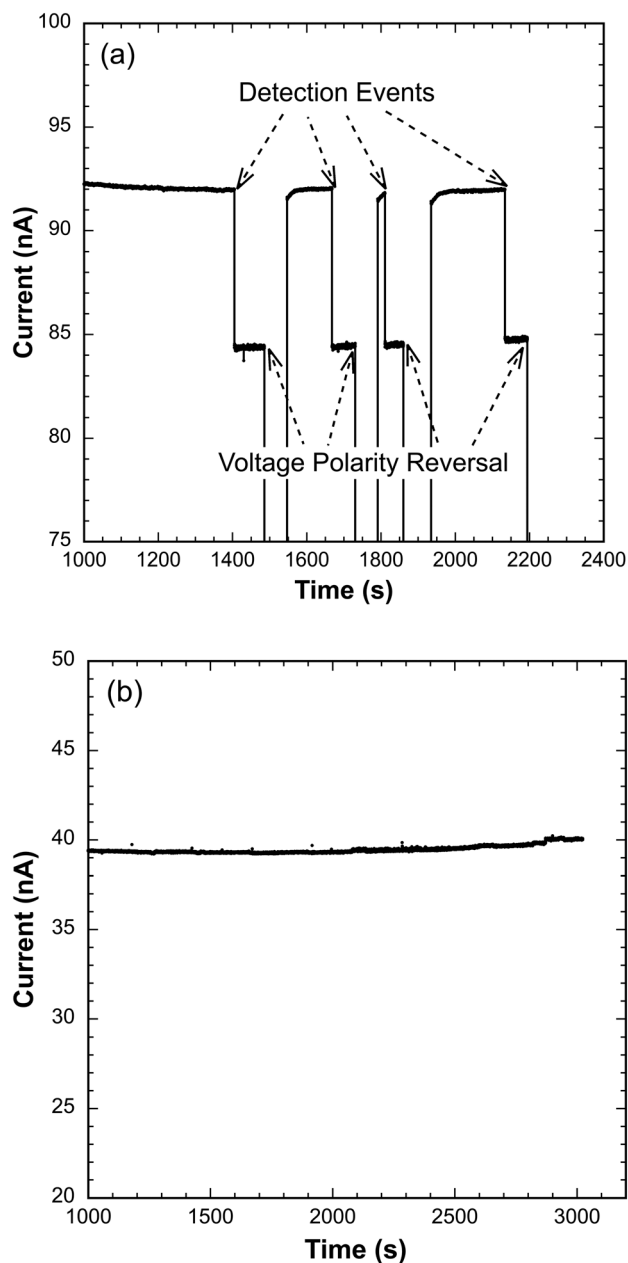 (a)
100
95
90
85
80
75
Current (nA)
Detection Events
Voltage Polarity Reversal
1000 1200 1400 1600 1800 2000 2200 2400
Time (s)
(b)
50
45
40
35
30
25
20
Current (nA)
1000 1500 2000 2500 3000
Time (s)